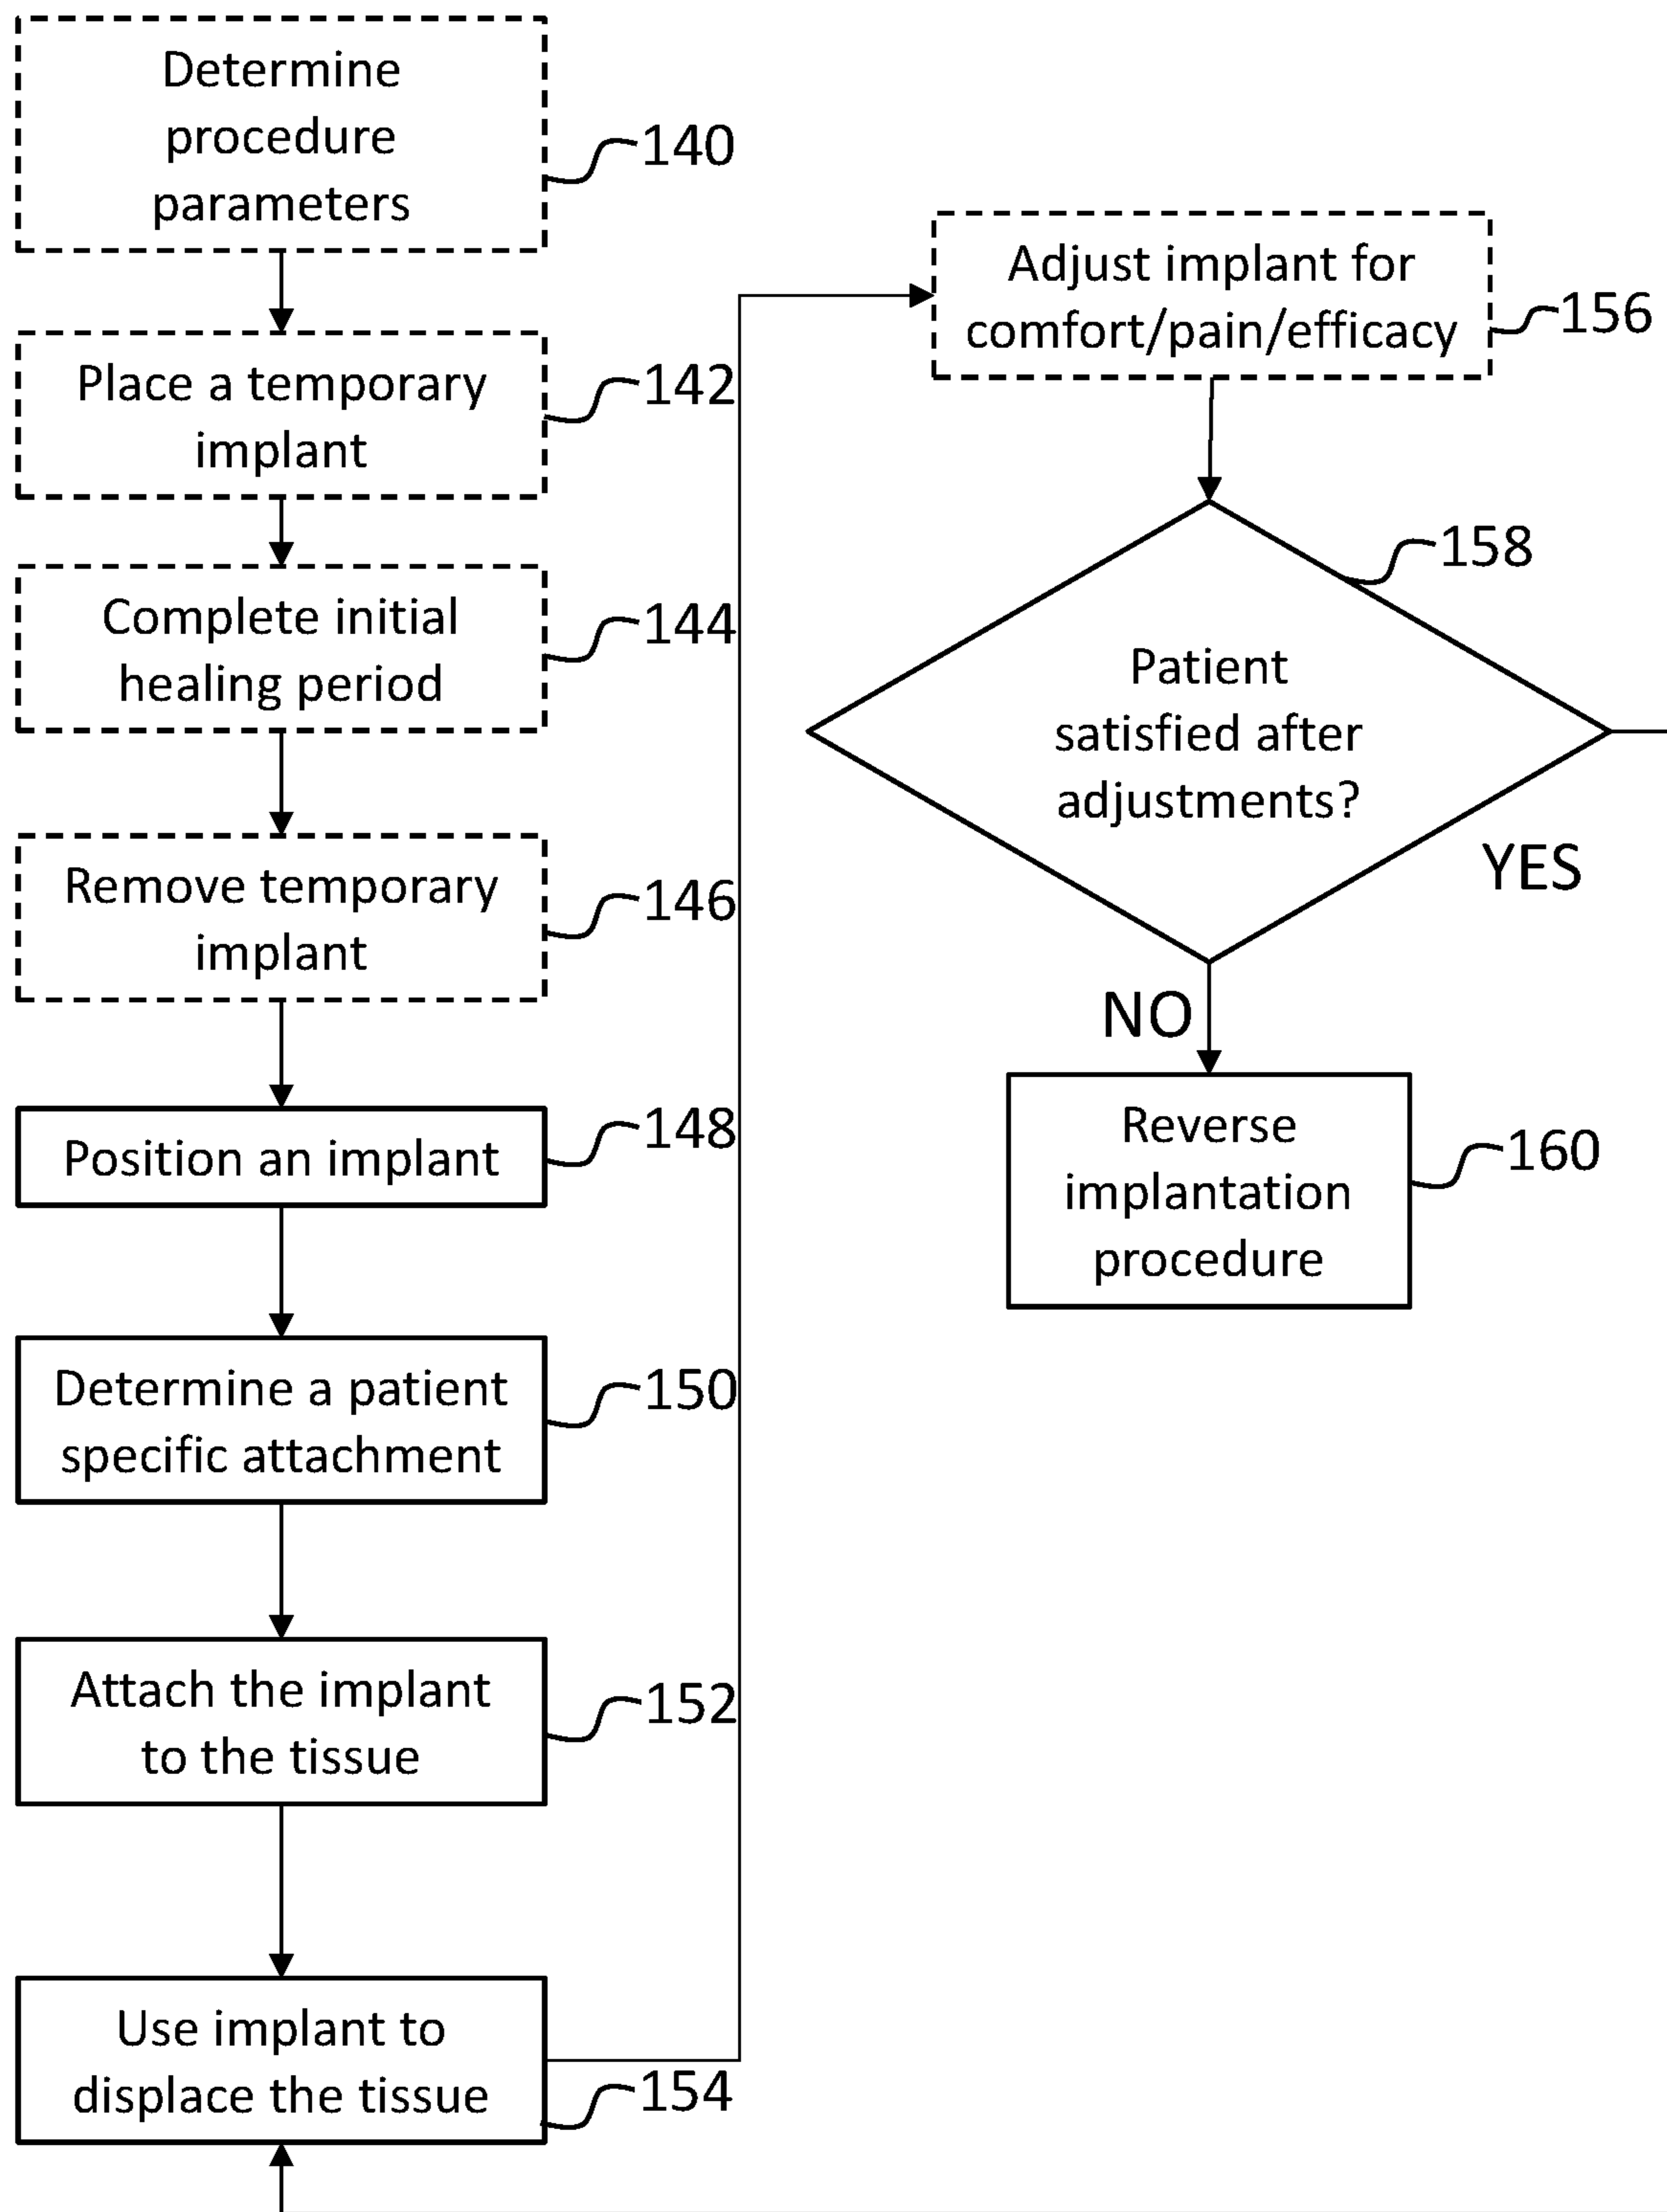 Determine
procedure
parameters
140
Place a temporary
implant
142
Complete initial
healing period
144
Remove temporary
implant
146
Position an implant
148
Determine a patient
specific attachment
150
Attach the implant
to the tissue
152
Use implant to
displace the tissue
154
Adjust implant for
comfort/pain/efficacy
156
Patient
satisfied after
adjustments?
158
YES
NO
Reverse
implantation
procedure
160